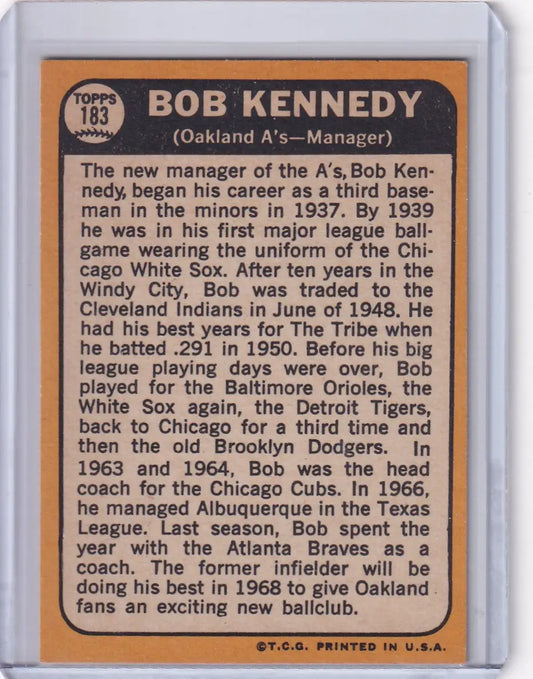 TOPPS
183
BOB KENNEDY
(Oakland A's—Manager)
The new manager of the A's, Bob Ken-
nedy, began his career as a third base-
man in the minors in 1937. By 1939
he was in his first major league ball-
game wearing the uniform of the Chi-
cago White Sox. After ten years in the
Windy City, Bob was traded to the
Cleveland Indians in June of 1948. He
had his best years for The Tribe when
he batted .291 in 1950. Before his big
league playing days were over, Bob
played for the Baltimore Orioles, the
White Sox again, the Detroit Tigers,
back to Chicago for a third time and
then the old Brooklyn Dodgers. In
1963 and 1964, Bob was the head
coach for the Chicago Cubs. In 1966,
he managed Albuquerque in the Texas
League. Last season, Bob spent the
year with the Atlanta Braves as a
coach. The former infielder will be
doing his best in 1968 to give Oakland
fans an exciting new ballclub.
©T.C.G. PRINTED IN U.S.A.